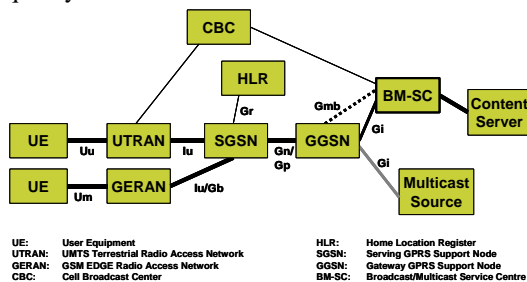 CBC
HLR
Gr
Gmb
BM-SC
Content
Server
Gi
UE
Uu
UTRAN
Iu
SGSN
Gn/
Gp
GGSN
Gi
UE
Um
GERAN
Iu/Gb
Multicast
Source
UE: User Equipment
UTRAN: UMTS Terrestrial Radio Access Network
GERAN: GSM EDGE Radio Access Network
CBC: Cell Broadcast Center
HLR: Home Location Register
SGSN: Serving GPRS Support Node
GGSN: Gateway GPRS Support Node
BM-SC: Broadcast/Multicast Service Centre